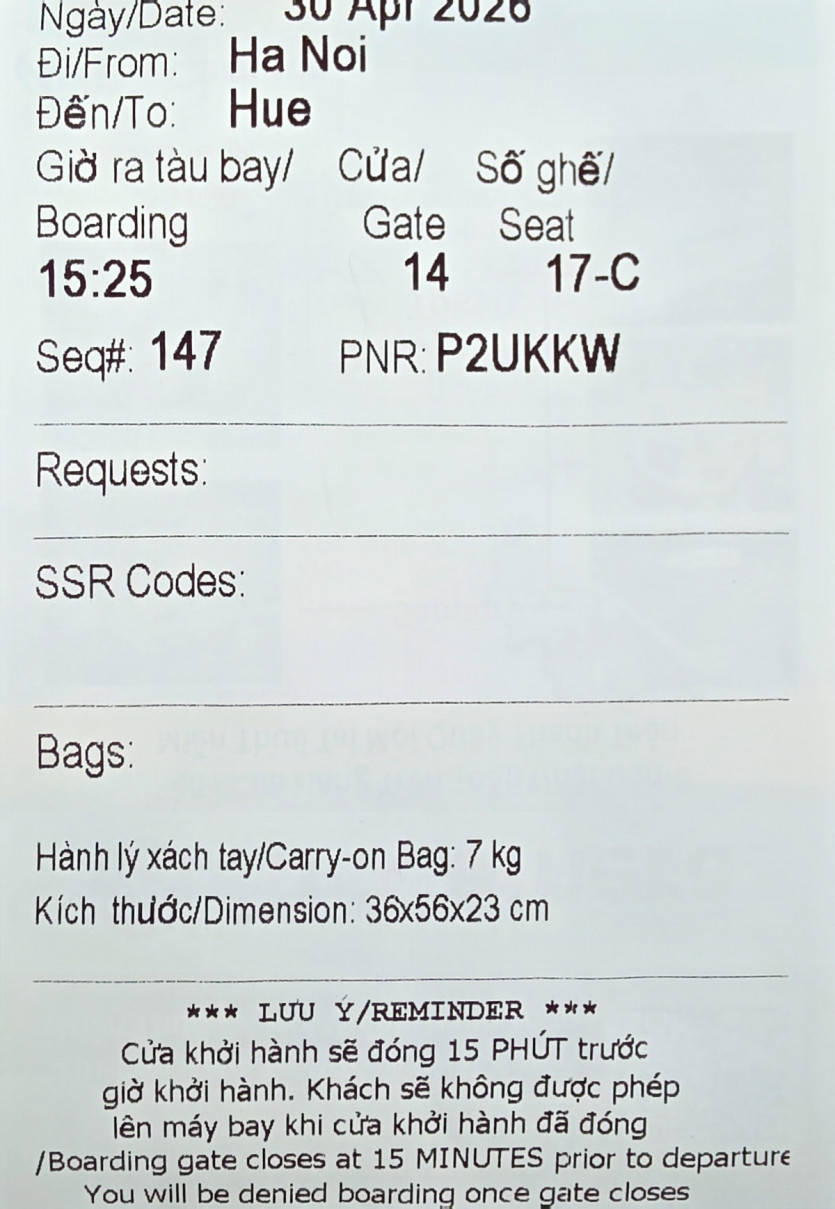 Ngày/Date: 30 Apr 2026
Đi/From: Ha Noi
Đến/To: Hue
Giờ ra tàu bay/ Cửa/ Số ghế/
Boarding Gate Seat
15:25 14 17-C
Seq#: 147 PNR: P2UKKW
Requests:
SSR Codes:
Bags:
Hành lý xách tay/Carry-on Bag: 7 kg
Kích thước/Dimension: 36x56x23 cm
*** LƯU Ý/REMINDER ***
Cửa khởi hành sẽ đóng 15 PHÚT trước
giờ khởi hành. Khách sẽ không được phép
lên máy bay khi cửa khởi hành đã đóng
/Boarding gate closes at 15 MINUTES prior to departure
You will be denied boarding once gate closes